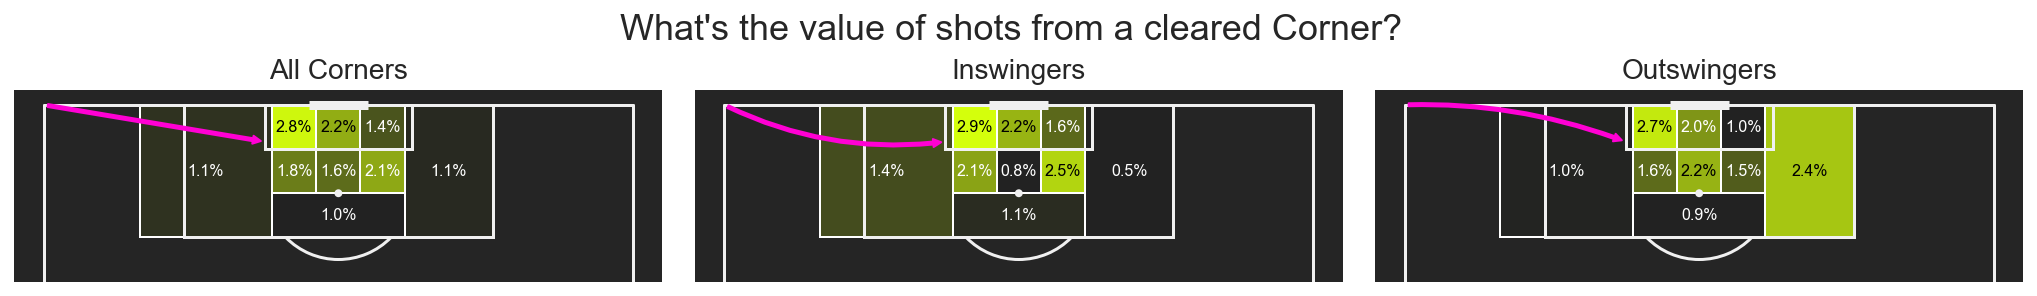 What's the value of shots from a cleared Corner?
All Corners
Inswingers
Outswingers
2.8% 2.2% 1.4%
1.1% 1.8% 1.6% 2.1% 1.1%
1.0%
2.9% 2.2% 1.6%
1.4% 2.1% 0.8% 2.5% 0.5%
1.1%
2.7% 2.0% 1.0%
1.0% 1.6% 2.2% 1.5% 2.4%
0.9%